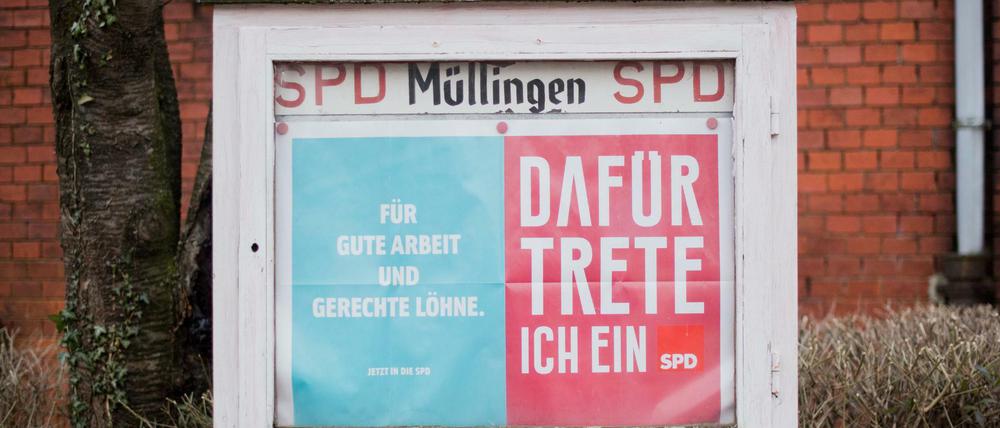 SPD Müllingen SPD
FÜR
GUTE ARBEIT
UND
GERECHTE LÖHNE.
JETZT IN DIE SPD
DAFÜR
TRETE
ICH EIN SPD